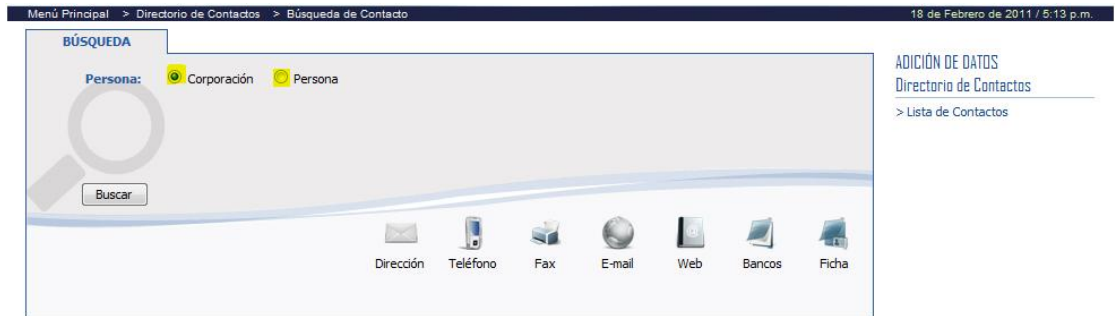 Menú Principal > Directorio de Contactos > Búsqueda de Contacto
18 de Febrero de 2011 / 5:13 p.m.
BÚSQUEDA
Persona: Corporación Persona
Buscar
Dirección Teléfono Fax E-mail Web Bancos Ficha
ADICIÓN DE DATOS
Directorio de Contactos
> Lista de Contactos